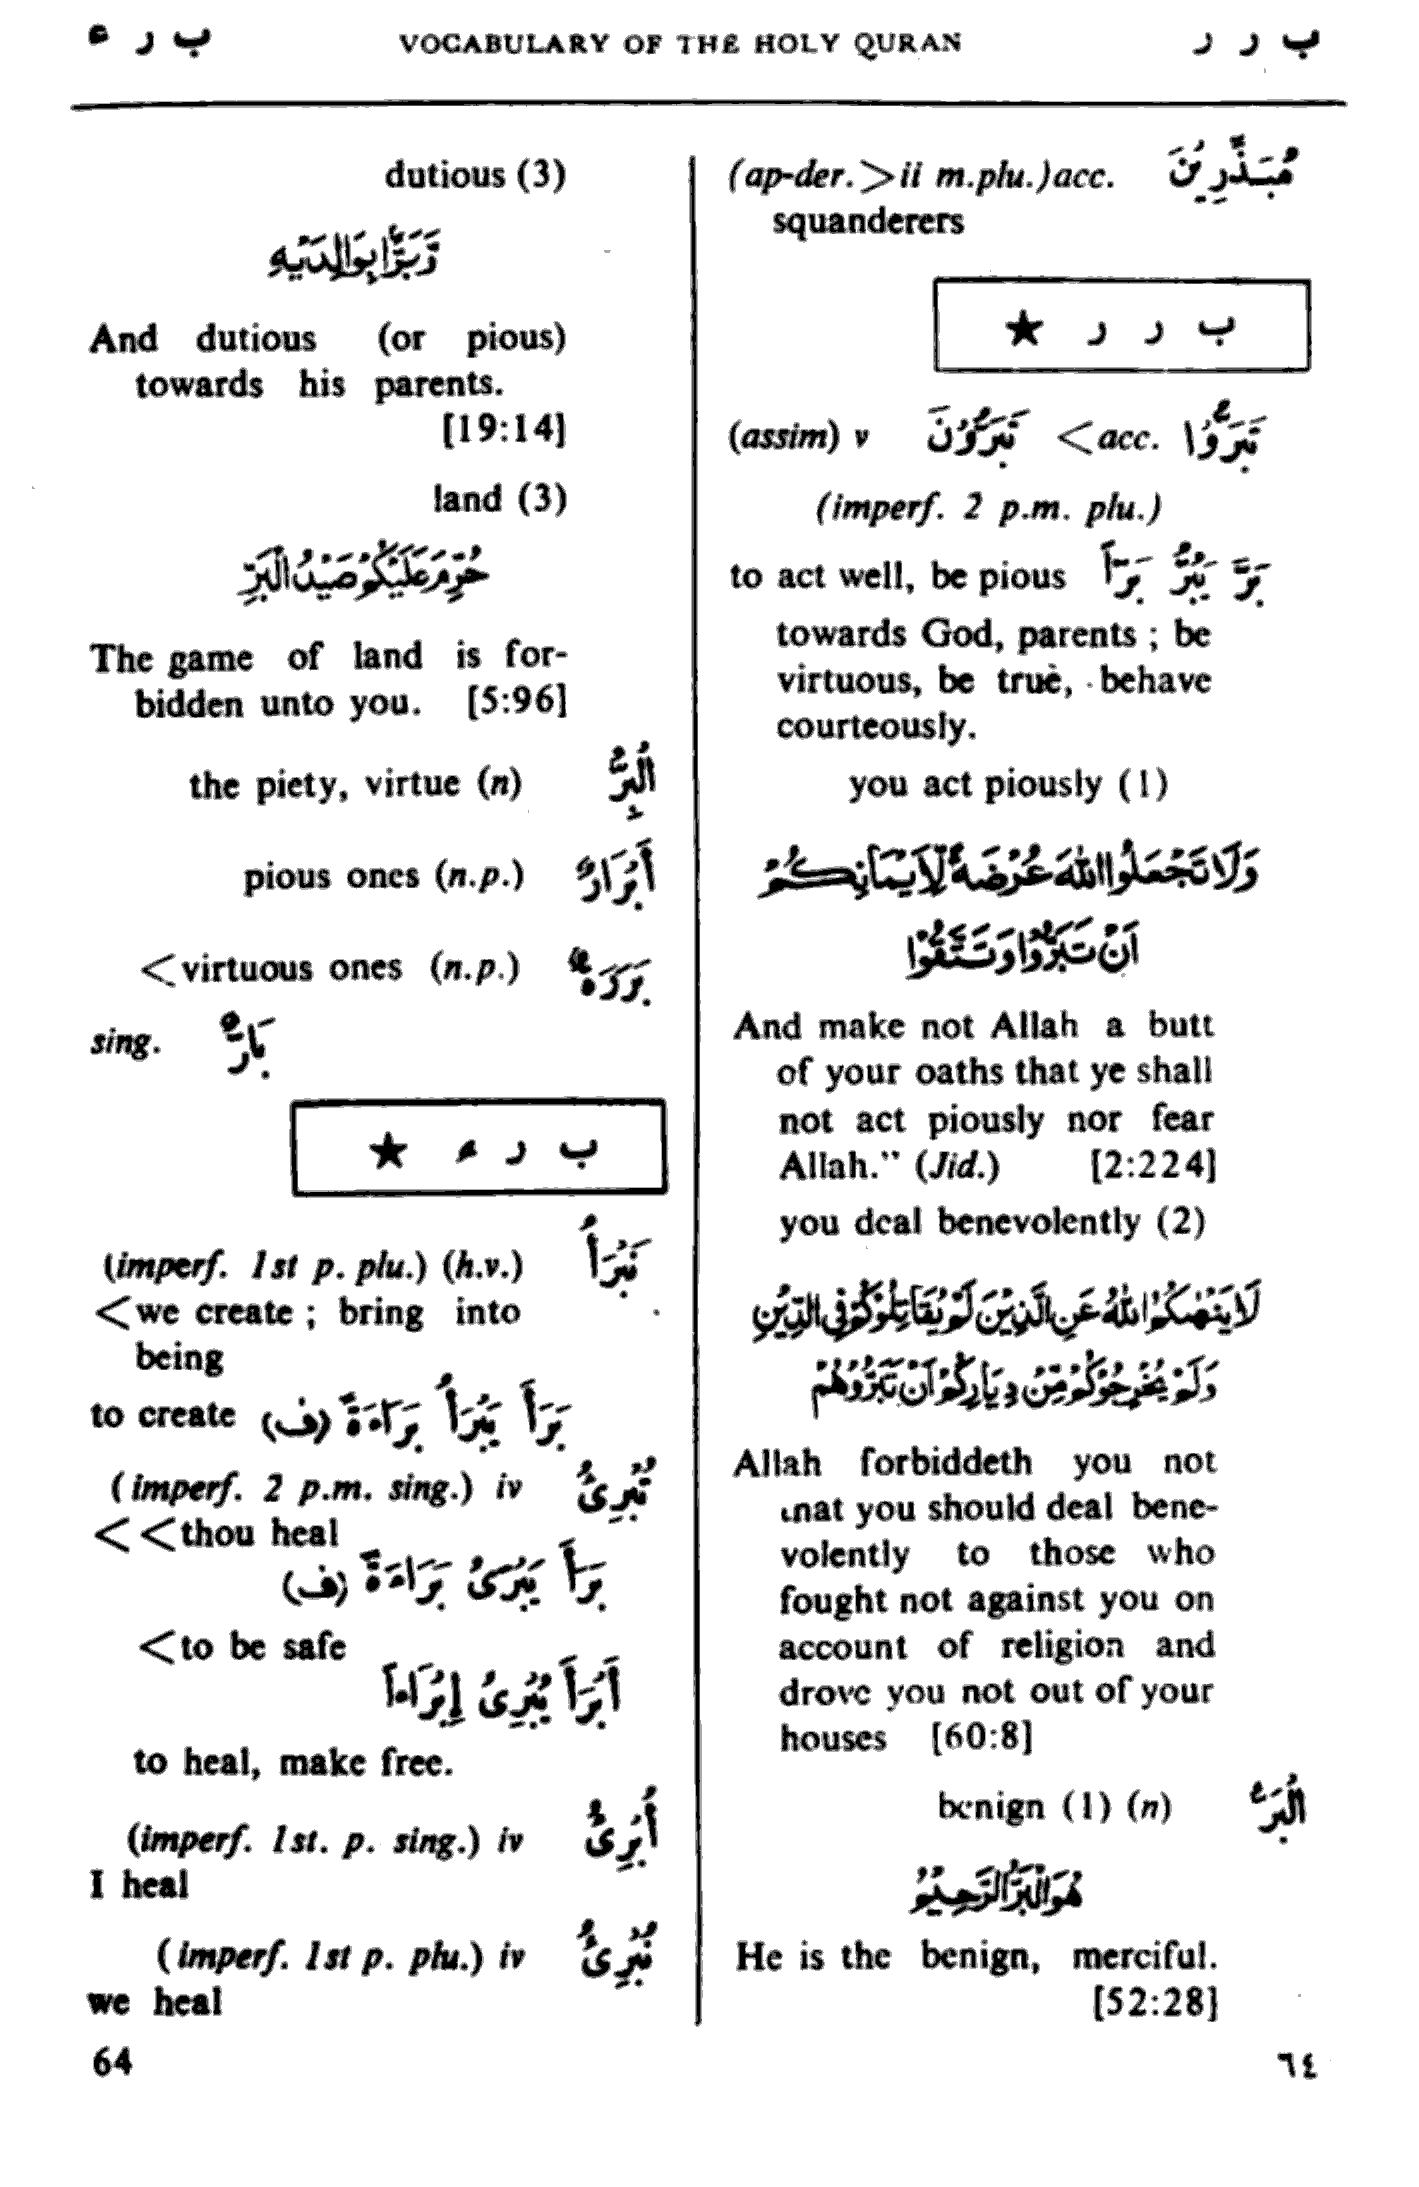 ب ر ء VOCABULARY OF THE HOLY QURAN ب ر ر
(ap-der. > ii m.plu.) acc. مُبَذِّرِيْنَ
squanderers
ب ر ر ★
(assim) v تَبَرُّوْنَ < acc. تَبَرُّوْا
(imperf. 2 p.m. plu.)
to act well, be pious بَرَّ يَبُرُّ بَرّاً
towards God, parents ; be
virtuous, be true, behave
courteously.
you act piously (1)
وَلَا تَجْعَلُوا اللّٰهَ عُرْضَةً لِّاَيْمَانِكُمْ
اَنْ تَبَرُّوْا وَتَتَّقُوْا
And make not Allah a butt
of your oaths that ye shall
not act piously nor fear
Allah.” (Jid.) [2:224]
you deal benevolently (2)
لَا يَنْهٰىكُمُ اللّٰهُ عَنِ الَّذِيْنَ لَمْ يُقَاتِلُوْكُمْ فِى الدِّيْنِ
وَلَمْ يُخْرِجُوْكُمْ مِّنْ دِيَارِكُمْ اَنْ تَبَرُّوْهُمْ
Allah forbiddeth you not
that you should deal bene-
volently to those who
fought not against you on
account of religion and
drove you not out of your
houses [60:8]
benign (1) (n) الْبَرُّ
هُوَ الْبَرُّ الرَّحِيْمُ
He is the benign, merciful.
[52:28]
dutious (3)
وَّبَرًّا بِوَالِدَيْهِ
And dutious (or pious)
towards his parents.
[19:14]
land (3)
حُرِّمَ عَلَيْكُمْ صَيْدُ الْبَرِّ
The game of land is for-
bidden unto you. [5:96]
the piety, virtue (n) الْبِرُّ
pious ones (n.p.) أَبْرَارٌ
< virtuous ones (n.p.) بَرَرَةٌ
sing. بَارٌّ
ب ر ء ★
(imperf. 1st p. plu.) (h.v.) نَبْرَأُ
< we create ; bring into
being
to create بَرَأَ يَبْرَأُ بَرَاءَةً (ف)
(imperf. 2 p.m. sing.) iv تُبْرِئُ
< < thou heal
بَرَأَ يَبْرَئُ بَرَاءَةً (ف)
< to be safe
أَبْرَأَ يُبْرِئُ إِبْرَاءاً
to heal, make free.
(imperf. 1st. p. sing.) iv أُبْرِئُ
I heal
(imperf. 1st p. plu.) iv نُبْرِئُ
we heal
64 ٦٤